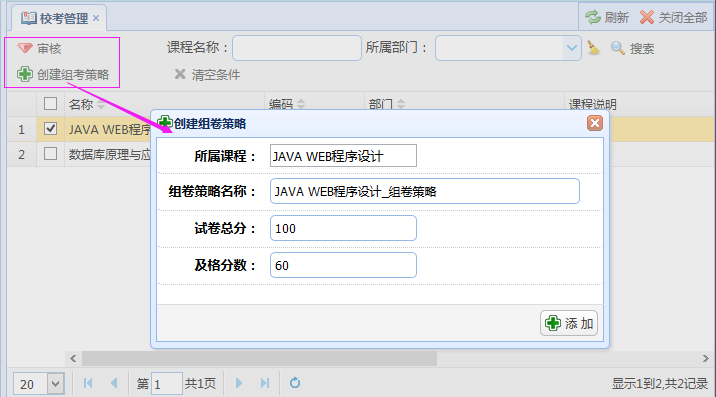 校考管理 × 刷新 关闭全部
审核 课程名称： 所属部门： 搜索
创建组考策略 清空条件
名称 编码 部门 课程说明
1 JAVA WEB程序
2 数据库原理与应
创建组卷策略
所属课程： JAVA WEB程序设计
组卷策略名称： JAVA WEB程序设计_组卷策略
试卷总分： 100
及格分数： 60
添 加
20 第 1 共1页 显示1到2,共2记录